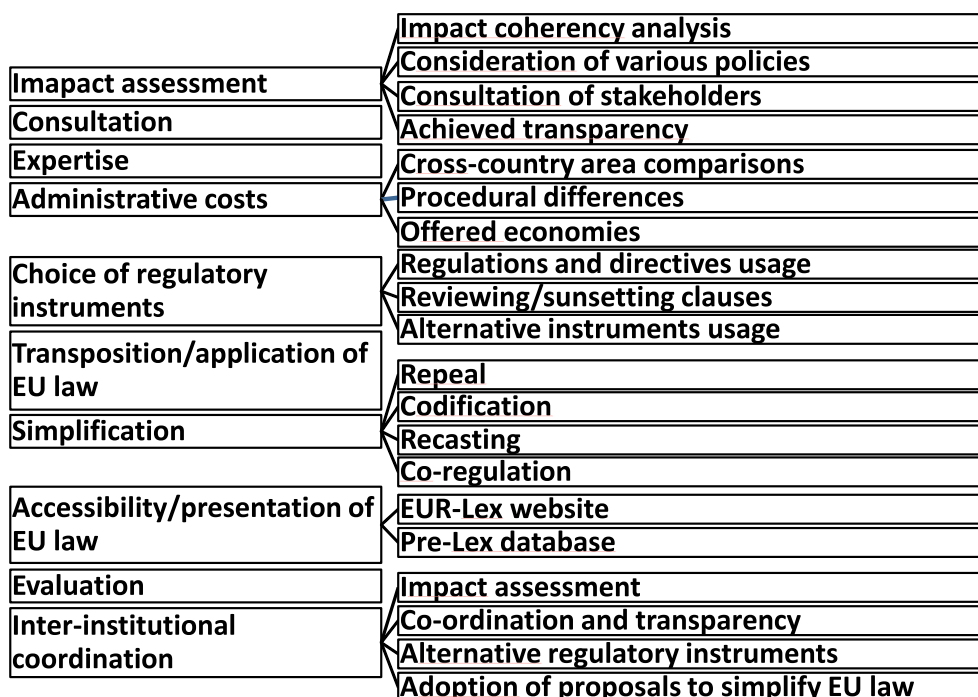 Imapact assessment
Impact coherency analysis
Consideration of various policies
Consultation of stakeholders
Achieved transparency
Consultation
Expertise
Administrative costs
Cross-country area comparisons
Procedural differences
Offered economies
Choice of regulatory
instruments
Regulations and directives usage
Reviewing/sunsetting clauses
Alternative instruments usage
Transposition/application of
EU law
Simplification
Repeal
Codification
Recasting
Co-regulation
Accessibility/presentation of
EU law
EUR-Lex website
Pre-Lex database
Evaluation
Inter-institutional
coordination
Impact assessment
Co-ordination and transparency
Alternative regulatory instruments
Adoption of proposals to simplify EU law